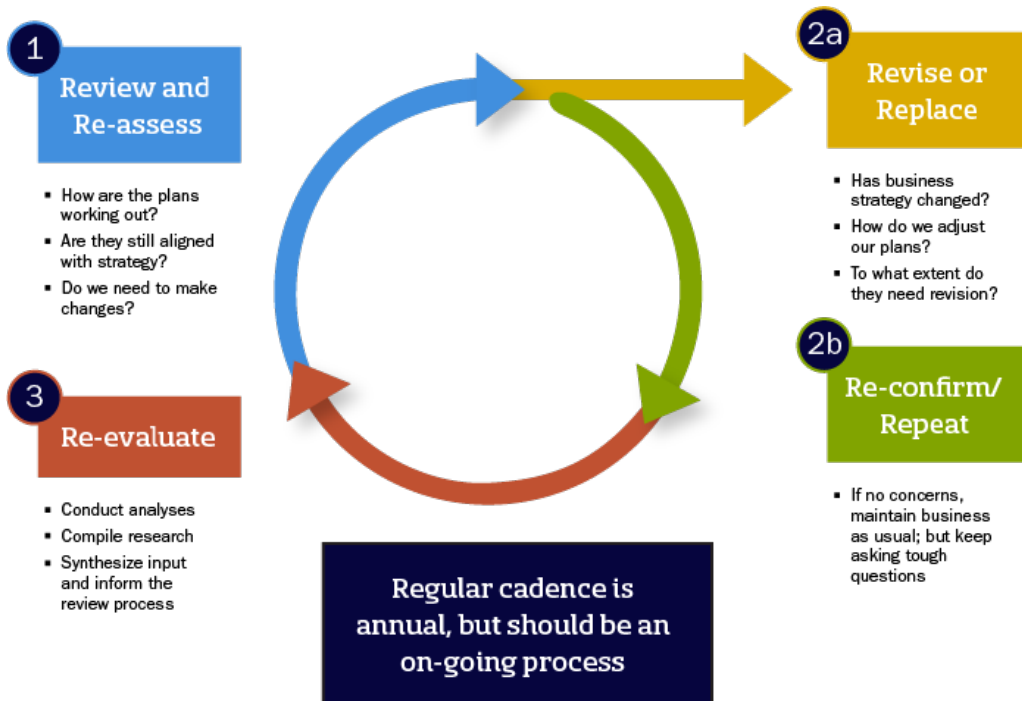 1
Review and
Re-assess
▪ How are the plans
working out?
▪ Are they still aligned
with strategy?
▪ Do we need to make
changes?
2a
Revise or
Replace
▪ Has business
strategy changed?
▪ How do we adjust
our plans?
▪ To what extent do
they need revision?
2b
Re-confirm/
Repeat
▪ If no concerns,
maintain business
as usual; but keep
asking tough
questions
3
Re-evaluate
▪ Conduct analyses
▪ Compile research
▪ Synthesize input
and inform the
review process
Regular cadence is
annual, but should be an
on-going process